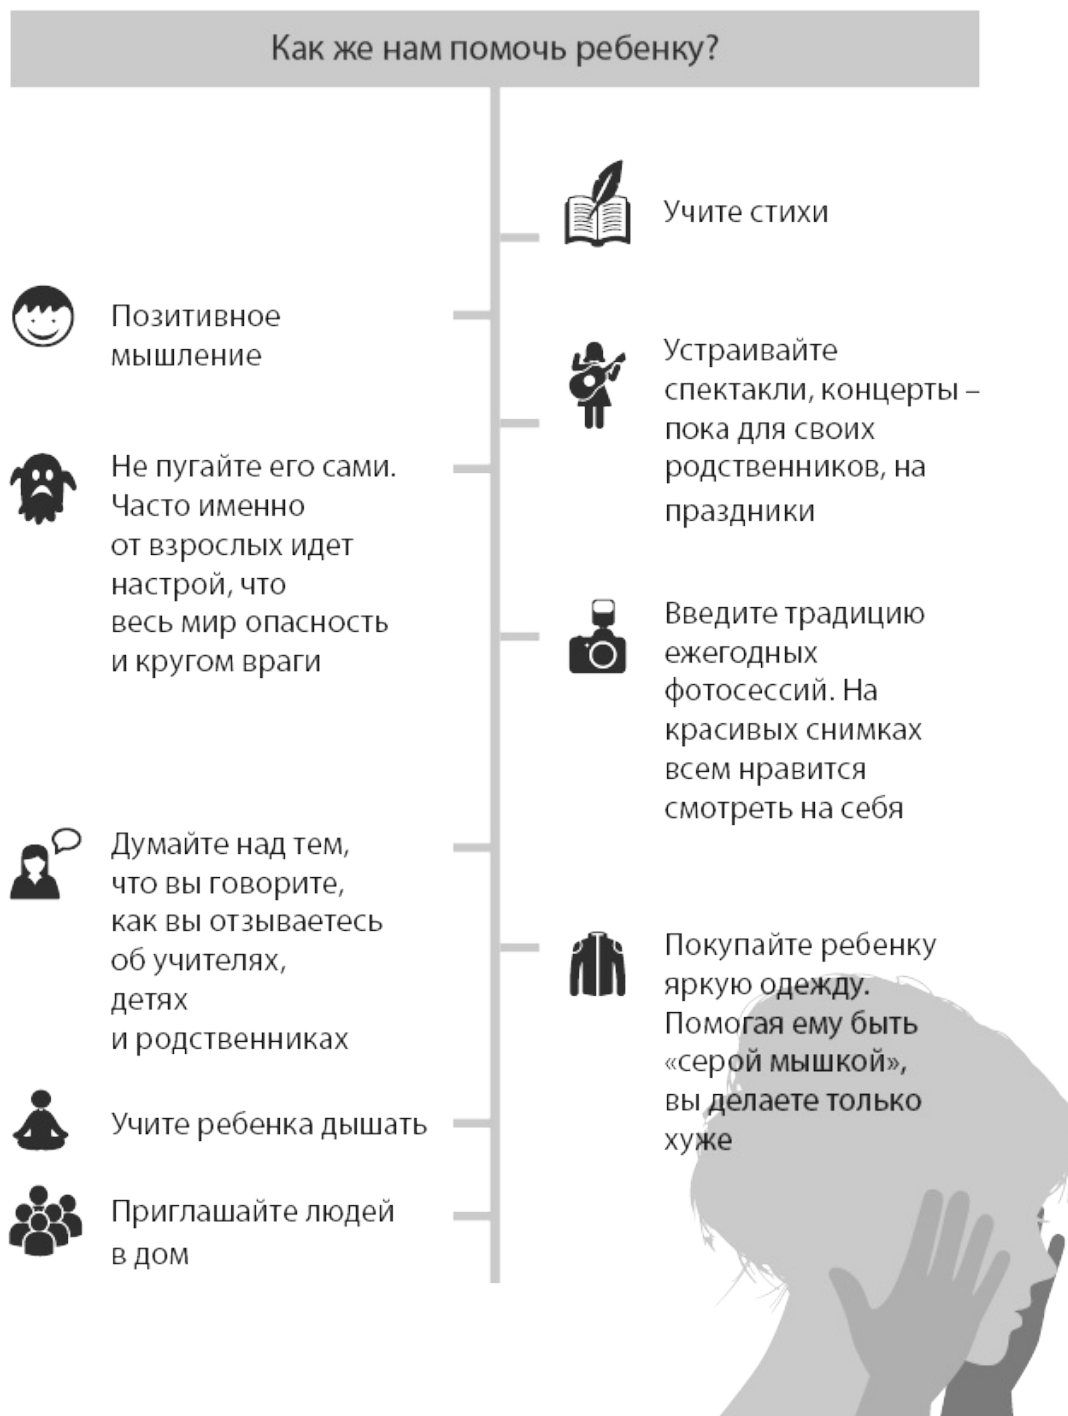 Как же нам помочь ребенку?
Позитивное
мышление
Не пугайте его сами.
Часто именно
от взрослых идет
настрой, что
весь мир опасность
и кругом враги
Думайте над тем,
что вы говорите,
как вы отзываетесь
об учителях,
детях
и родственниках
Учите ребенка дышать
Приглашайте людей
в дом
Учите стихи
Устраивайте
спектакли, концерты –
пока для своих
родственников, на
праздники
Введите традицию
ежегодных
фотосессий. На
красивых снимках
всем нравится
смотреть на себя
Покупайте ребенку
яркую одежду.
Помогая ему быть
«серой мышкой»,
вы делаете только
хуже